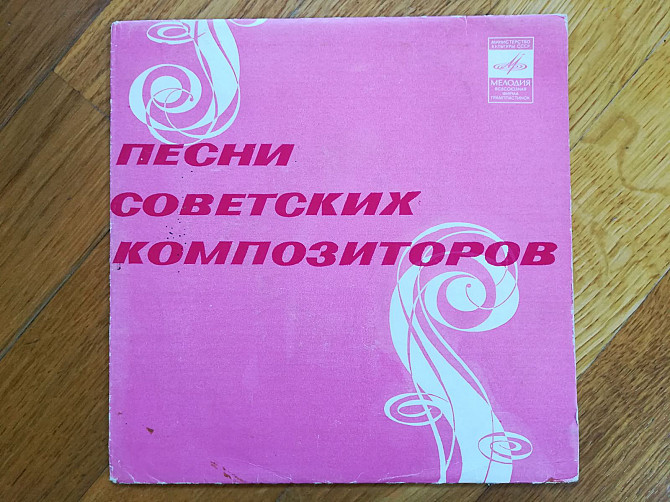 МИНИСТЕРСТВО
КУЛЬТУРЫ СССР
МЕЛОДИЯ
ВСЕСОЮЗНАЯ
ФИРМА
ГРАМПЛАСТИНОК
ПЕСНИ
СОВЕТСКИХ
КОМПОЗИТОРОВ